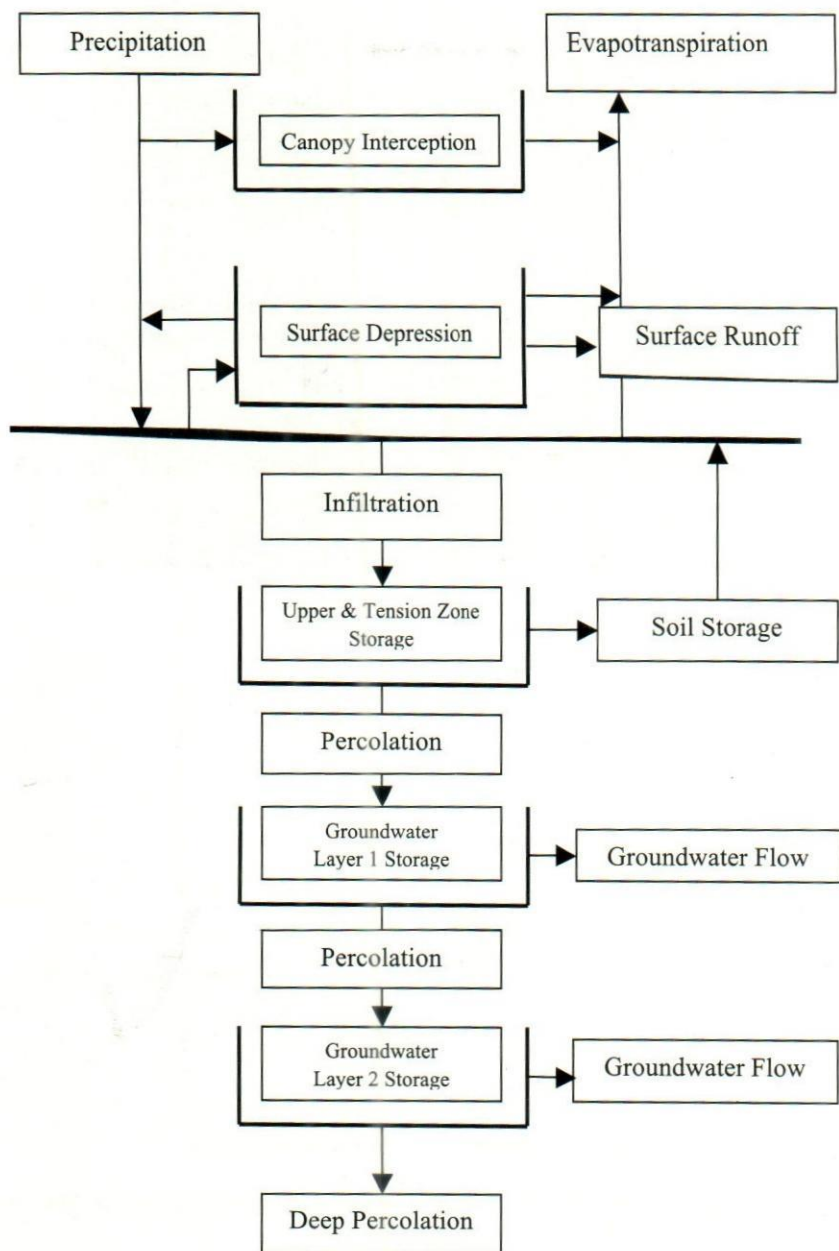 Precipitation
Evapotranspiration
Canopy Interception
Surface Depression
Surface Runoff
Infiltration
Upper & Tension Zone
Storage
Soil Storage
Percolation
Groundwater
Layer 1 Storage
Groundwater Flow
Percolation
Groundwater
Layer 2 Storage
Groundwater Flow
Deep Percolation